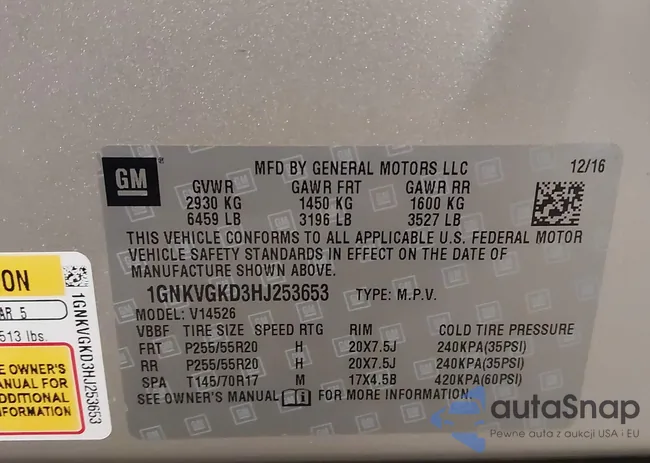 GM
MFD BY GENERAL MOTORS LLC 12/16
GVWR GAWR FRT GAWR RR
2930 KG 1450 KG 1600 KG
6459 LB 3196 LB 3527 LB
THIS VEHICLE CONFORMS TO ALL APPLICABLE U.S. FEDERAL MOTOR
VEHICLE SAFETY STANDARDS IN EFFECT ON THE DATE OF
MANUFACTURE SHOWN ABOVE.
1GNKVGKD3HJ253653 TYPE: M.P.V.
MODEL: V14526
VBBF TIRE SIZE SPEED RTG RIM COLD TIRE PRESSURE
FRT P255/55R20 H 20X7.5J 240KPA(35PSI)
RR P255/55R20 H 20X7.5J 240KPA(35PSI)
SPA T145/70R17 M 17X4.5B 420KPA(60PSI)
SEE OWNER'S MANUAL i FOR MORE INFORMATION.
ON
AR 5
513 lbs.
E OWNER'S
ANUAL FOR
DDITIONAL
ORMATION
1GNKVGKD3HJ253653
autaSnap
Pewne auta z aukcji USA - EU